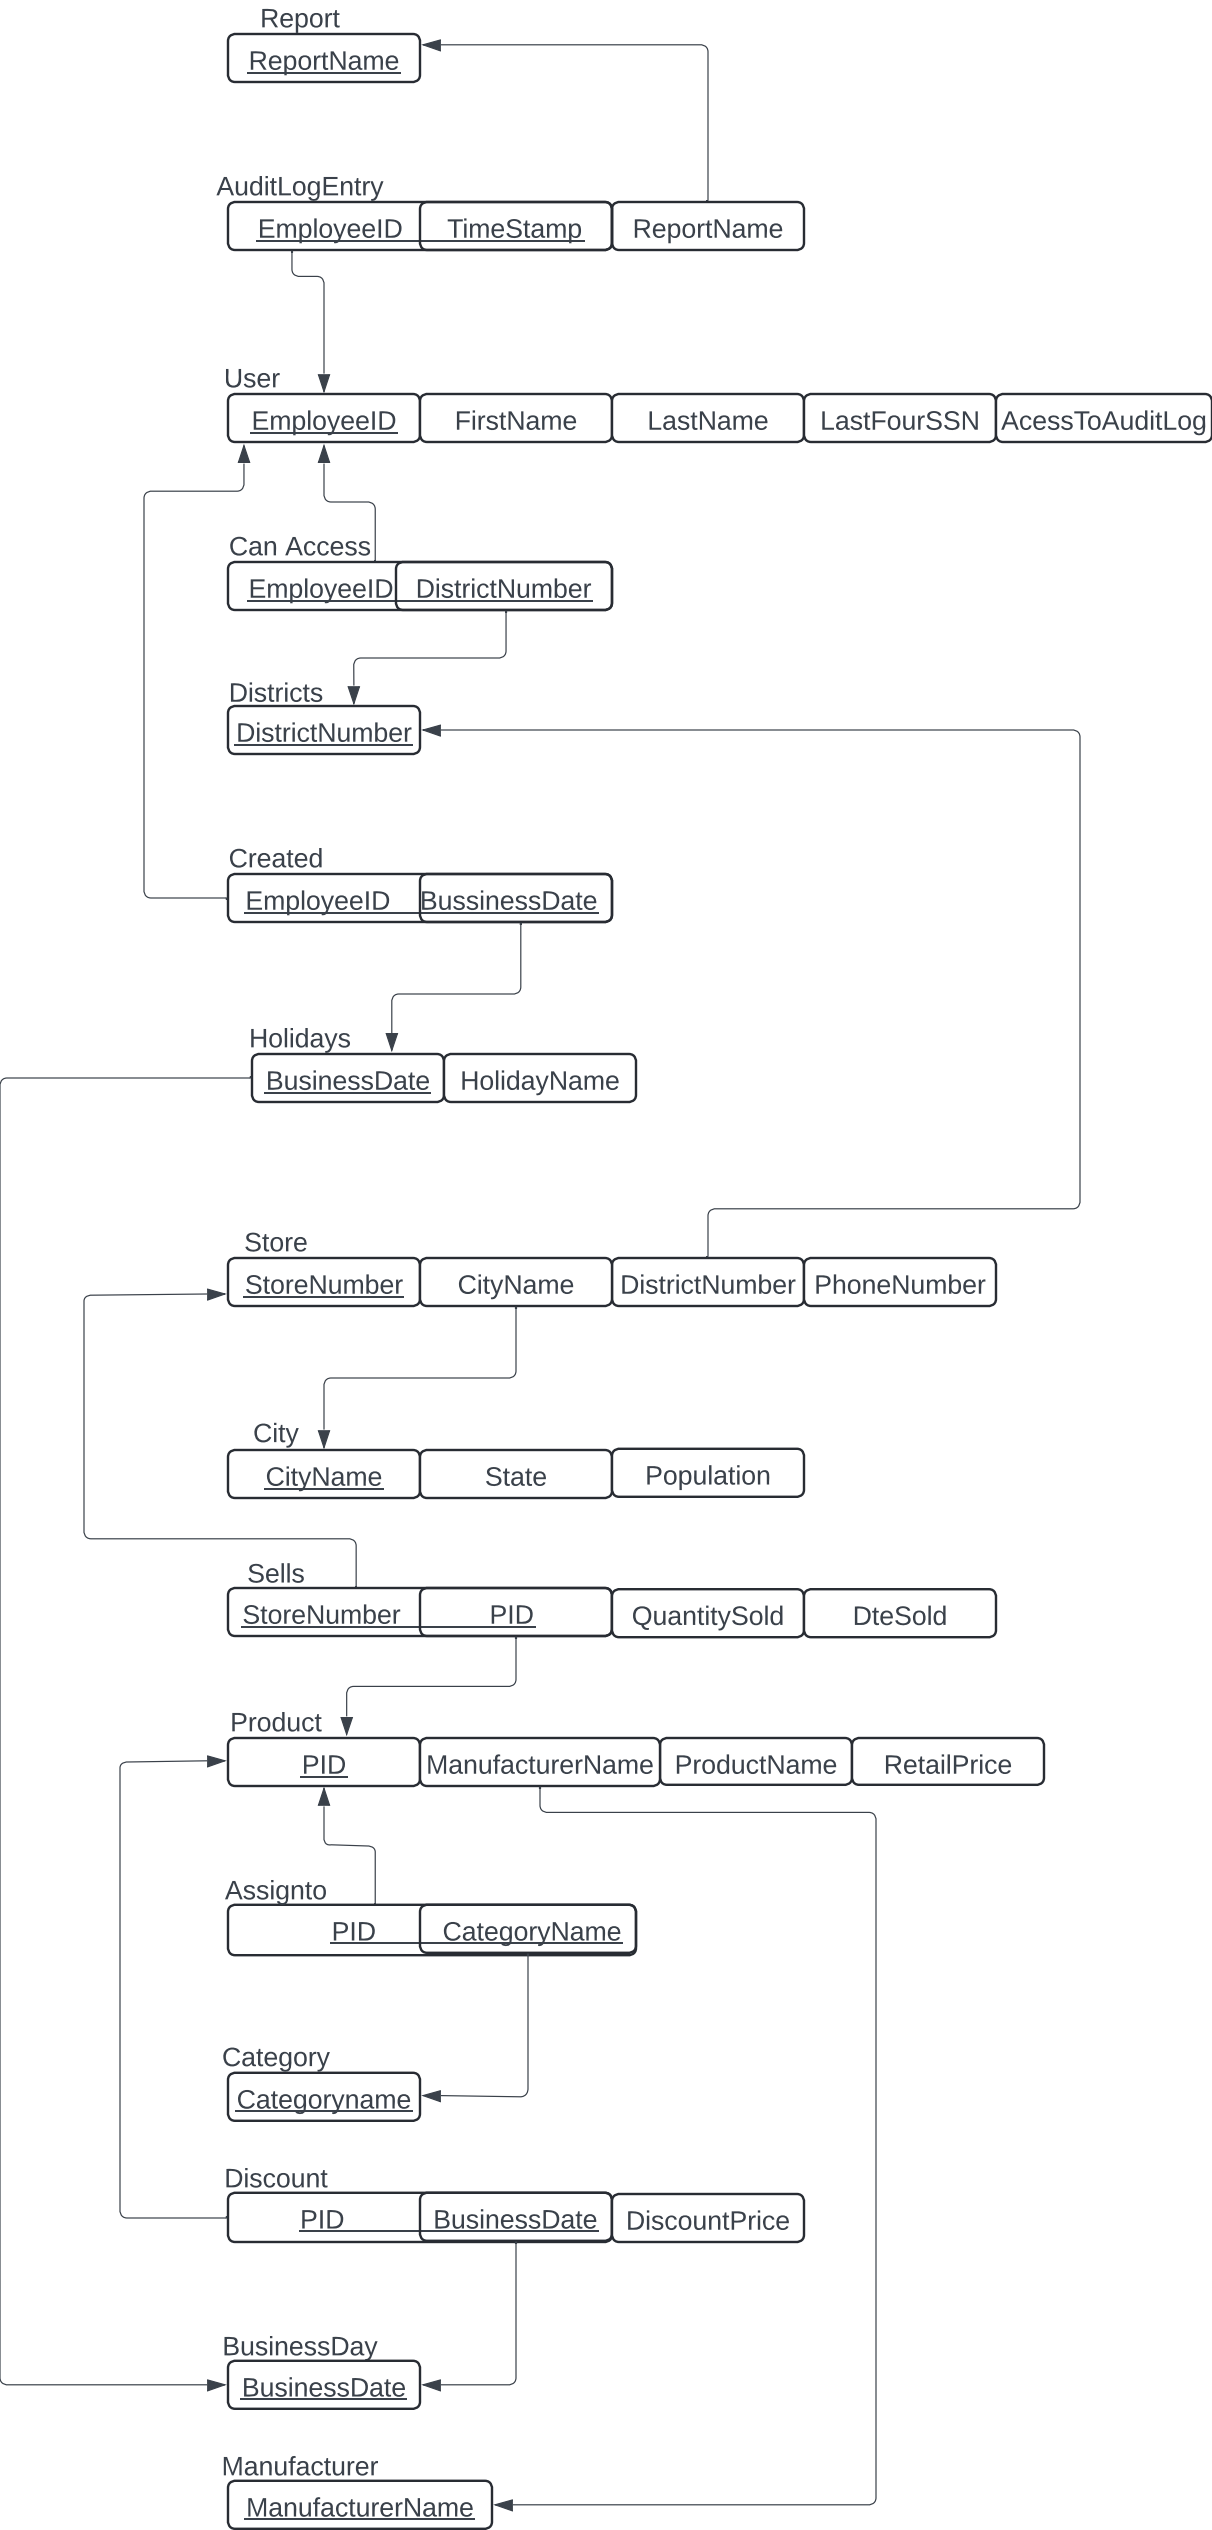 Report
ReportName
AuditLogEntry
EmployeeID TimeStamp ReportName
User
EmployeeID FirstName LastName LastFourSSN AcessToAuditLog
Can Access
EmployeeID DistrictNumber
Districts
DistrictNumber
Created
EmployeeID BussinessDate
Holidays
BusinessDate HolidayName
Store
StoreNumber CityName DistrictNumber PhoneNumber
City
CityName State Population
Sells
StoreNumber PID QuantitySold DteSold
Product
PID ManufacturerName ProductName RetailPrice
Assignto
PID CategoryName
Category
Categoryname
Discount
PID BusinessDate DiscountPrice
BusinessDay
BusinessDate
Manufacturer
ManufacturerName